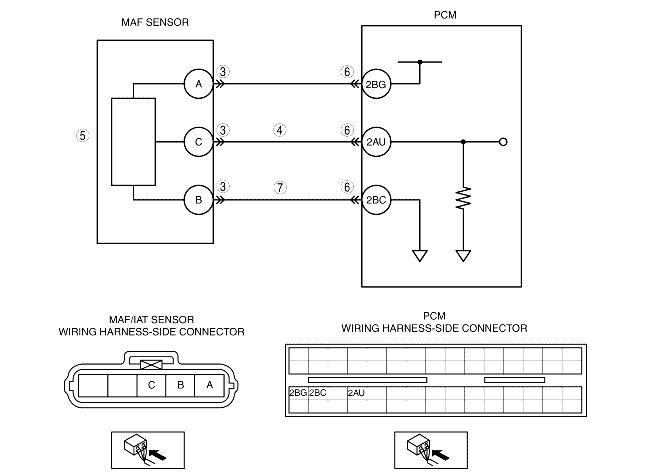 MAF SENSOR
PCM
A 3 6 2BG
5 C 3 4 6 2AU
B 3 7 6 2BC
MAF/IAT SENSOR
WIRING HARNESS-SIDE CONNECTOR
PCM
WIRING HARNESS-SIDE CONNECTOR
C B A
2BG 2BC 2AU